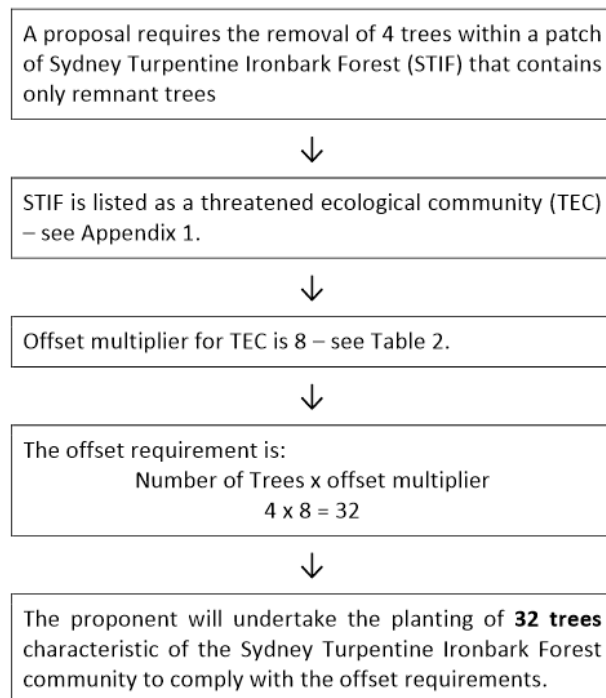 A proposal requires the removal of 4 trees within a patch
of Sydney Turpentine Ironbark Forest (STIF) that contains
only remnant trees
↓
STIF is listed as a threatened ecological community (TEC)
– see Appendix 1.
↓
Offset multiplier for TEC is 8 – see Table 2.
↓
The offset requirement is:
Number of Trees x offset multiplier
4 x 8 = 32
↓
The proponent will undertake the planting of 32 trees
characteristic of the Sydney Turpentine Ironbark Forest
community to comply with the offset requirements.